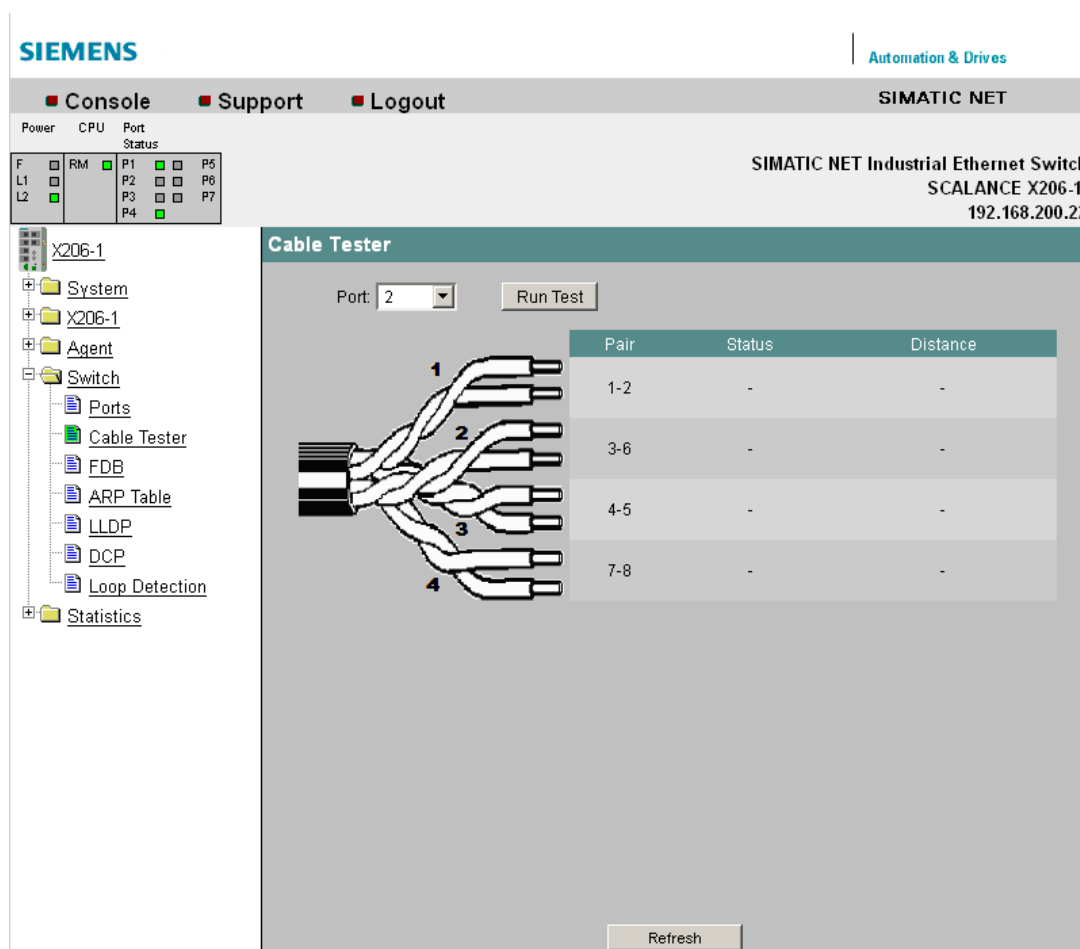 SIEMENS
Automation & Drives
Console Support Logout SIMATIC NET
Power CPU Port Status
F RM P1 P5
L1 P2 P6
L2 P3 P7
P4
SIMATIC NET Industrial Ethernet Switch
SCALANCE X206-1
192.168.200.22
X206-1
System
X206-1
Agent
Switch
Ports
Cable Tester
FDB
ARP Table
LLDP
DCP
Loop Detection
Statistics
Cable Tester
Port: 2 Run Test
Pair Status Distance
1 2 3 4
1-2 - -
3-6 - -
4-5 - -
7-8 - -
Refresh